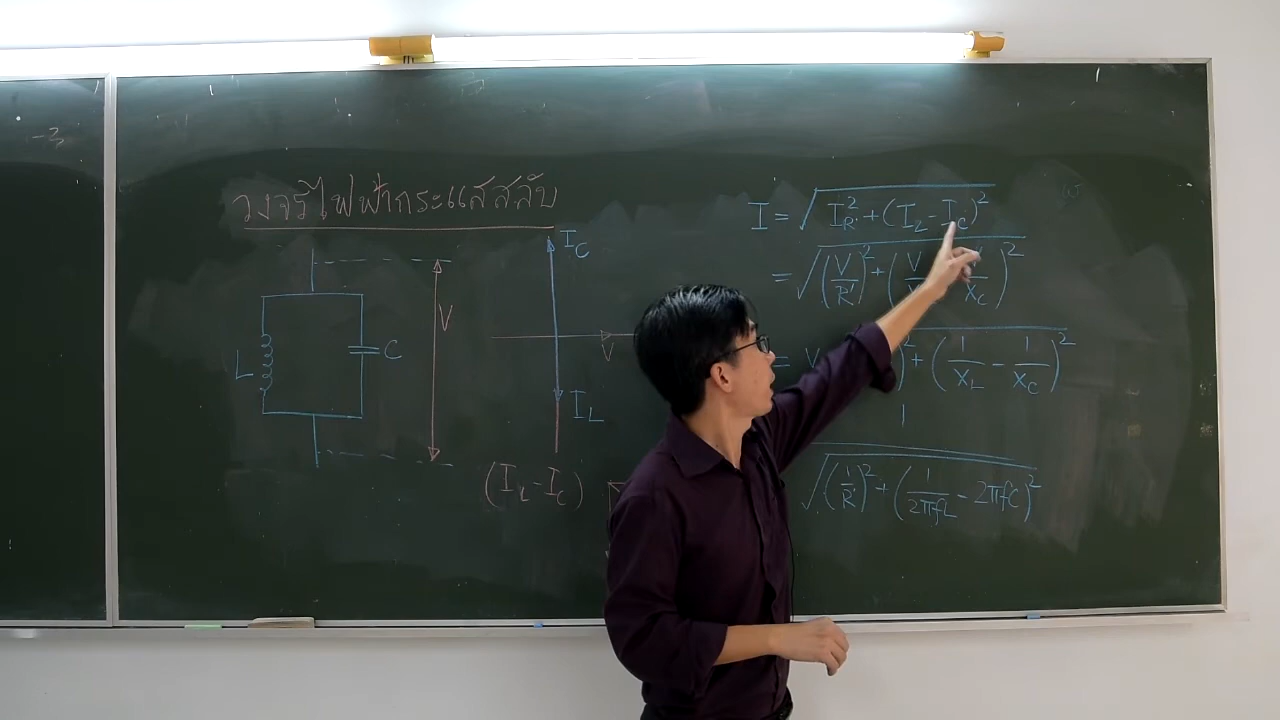 วงจรไฟฟ้ากระแสสลับ
L
C
V
I_C
V
I_L
(I_L - I_C)
I = √(I_R² + (I_L - I_C)²)
= √((V/R)² + (V
X_C)²)
= V
² + (1/X_L - 1/X_C)²
1
√((1/R)² + (1/2πfL - 2πfC)²)